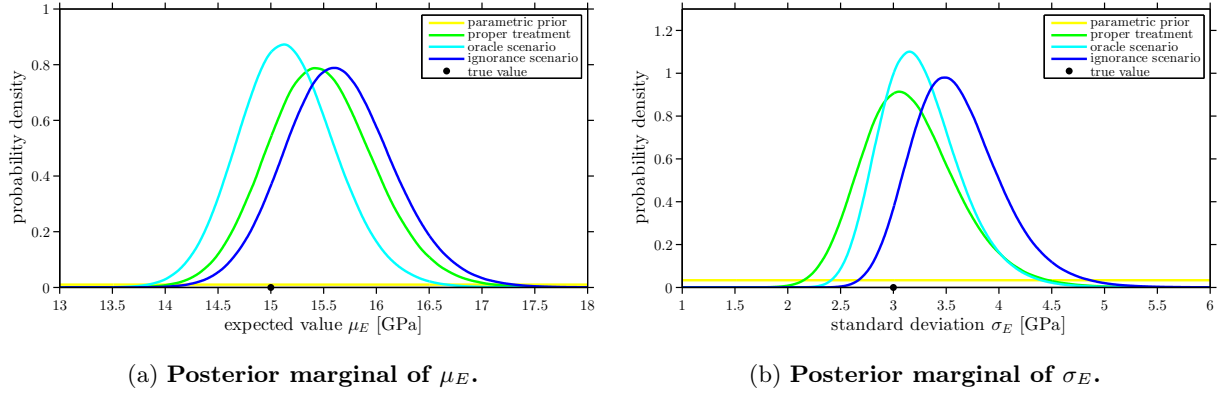 parametric prior
proper treatment
oracle scenario
ignorance scenario
true value
1
0.8
0.6
0.4
0.2
0
probability density
13 13.5 14 14.5 15 15.5 16 16.5 17 17.5 18
expected value μ_E [GPa]
(a) Posterior marginal of μ_E.
parametric prior
proper treatment
oracle scenario
ignorance scenario
true value
1.2
1
0.8
0.6
0.4
0.2
0
probability density
1 1.5 2 2.5 3 3.5 4 4.5 5 5.5 6
standard deviation σ_E [GPa]
(b) Posterior marginal of σ_E.